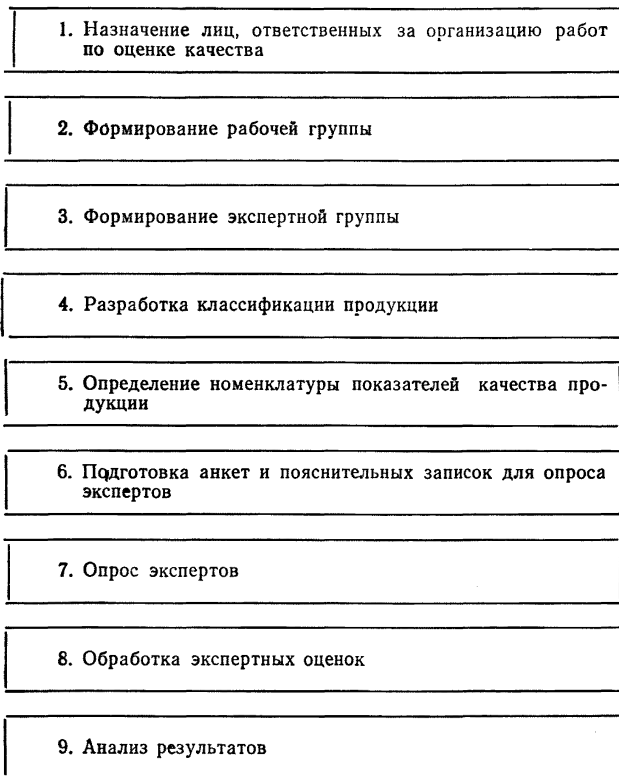 1. Назначение лиц, ответственных за организацию работ
по оценке качества
2. Формирование рабочей группы
3. Формирование экспертной группы
4. Разработка классификации продукции
5. Определение номенклатуры показателей качества про-
дукции
6. Подготовка анкет и пояснительных записок для опроса
экспертов
7. Опрос экспертов
8. Обработка экспертных оценок
9. Анализ результатов